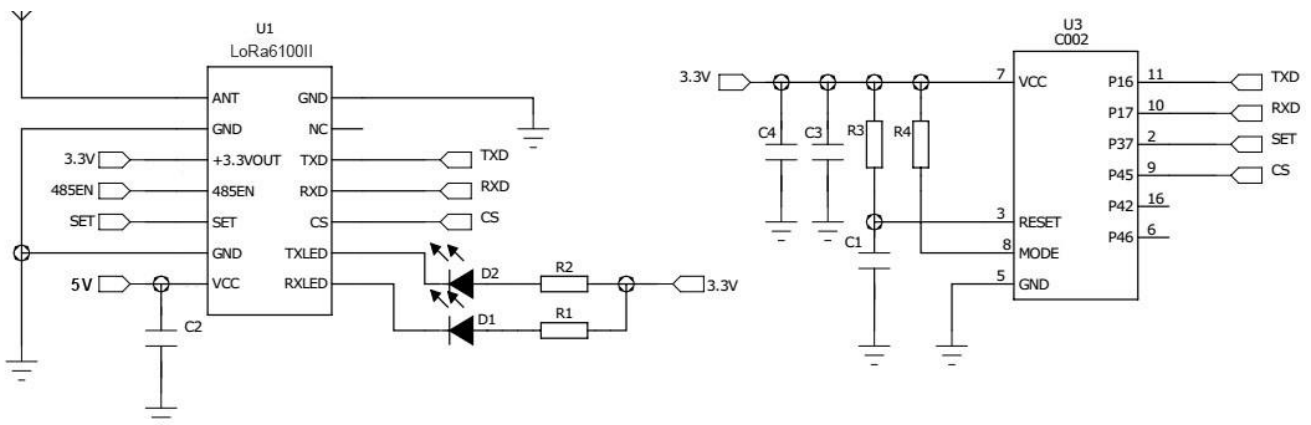 U1
LoRa6100II
ANT
GND
GND
NC
3.3V
+3.3VOUT
TXD
TXD
485EN
485EN
RXD
RXD
SET
SET
CS
CS
GND
TXLED
D2
R2
3.3V
5V
VCC
RXLED
D1
R1
C2
U3
C002
3.3V
7
VCC
P16
11
TXD
C4
C3
R3
R4
P17
10
RXD
P37
2
SET
P45
9
CS
P42
16
3
RESET
P46
6
C1
8
MODE
5
GND